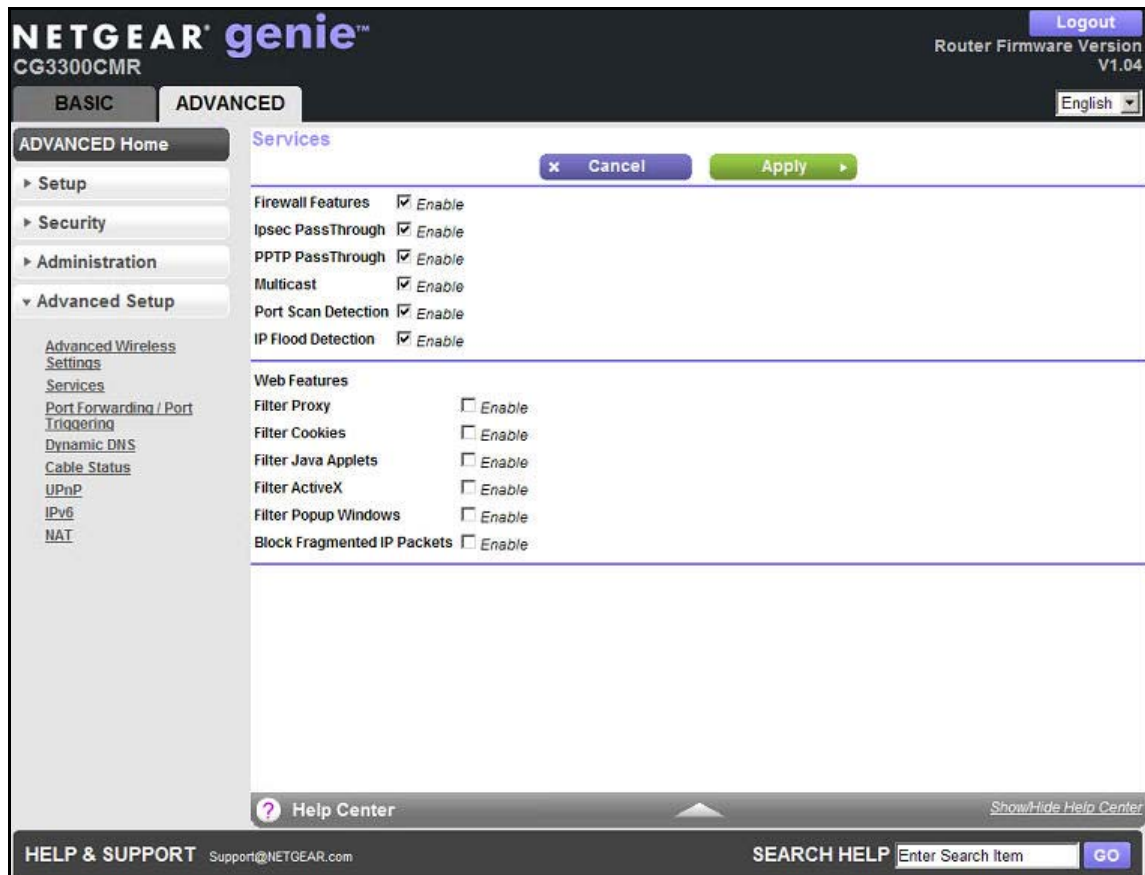 NETGEAR® genie™
CG3300CMR
Logout
Router Firmware Version
V1.04
BASIC
ADVANCED
English
ADVANCED Home
Setup
Security
Administration
Advanced Setup
Advanced Wireless
Settings
Services
Port Forwarding / Port
Triggering
Dynamic DNS
Cable Status
UPnP
IPv6
NAT
Services
x Cancel
Apply
Firewall Features Enable
Ipsec PassThrough Enable
PPTP PassThrough Enable
Multicast Enable
Port Scan Detection Enable
IP Flood Detection Enable
Web Features
Filter Proxy Enable
Filter Cookies Enable
Filter Java Applets Enable
Filter ActiveX Enable
Filter Popup Windows Enable
Block Fragmented IP Packets Enable
? Help Center
Show/Hide Help Center
HELP & SUPPORT Support@NETGEAR.com
SEARCH HELP Enter Search Item GO